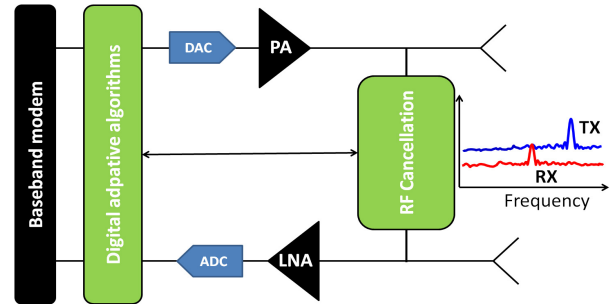 Baseband modem
Digital adpative algorithms
DAC
PA
RF Cancellation
TX
RX
Frequency
ADC
LNA